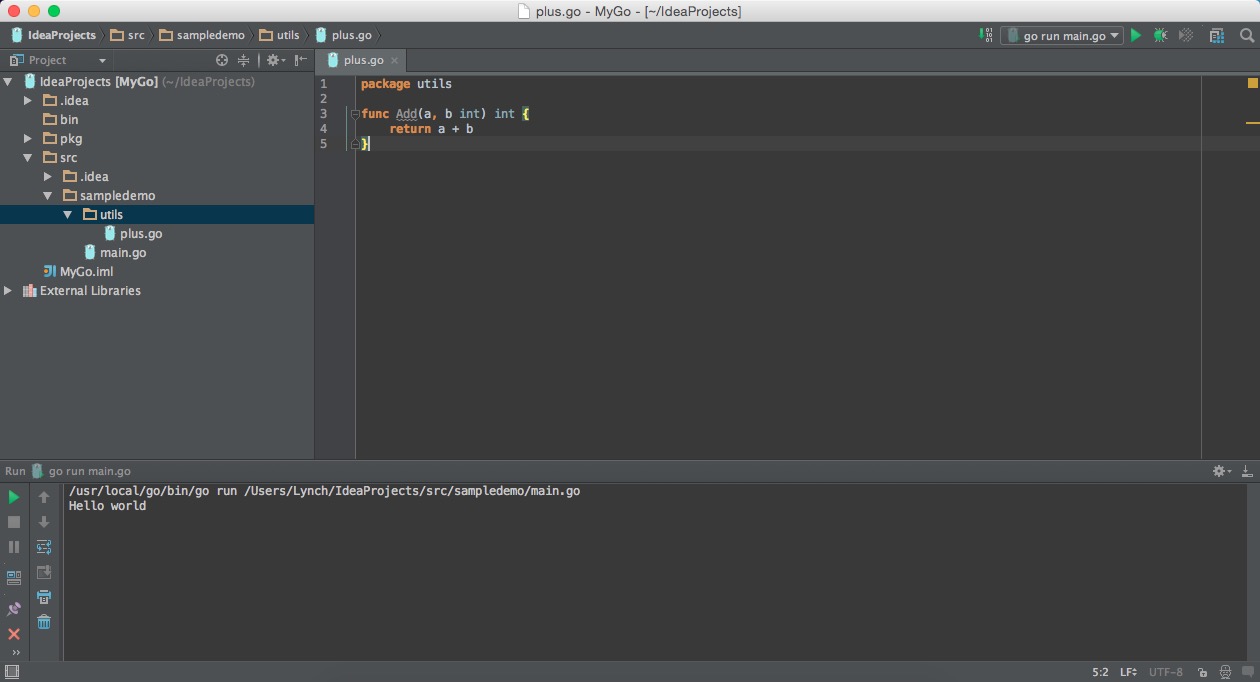 plus.go - MyGo - [~/IdeaProjects]
IdeaProjects src sampledemo utils plus.go go run main.go
Project plus.go
IdeaProjects [MyGo] (~/IdeaProjects)
.idea
bin
pkg
src
.idea
sampledemo
utils
plus.go
main.go
MyGo.iml
External Libraries
1 package utils
2
3 func Add(a, b int) int {
4 return a + b
5 }
Run go run main.go
/usr/local/go/bin/go run /Users/Lynch/IdeaProjects/src/sampledemo/main.go
Hello world
5:2 LF UTF-8